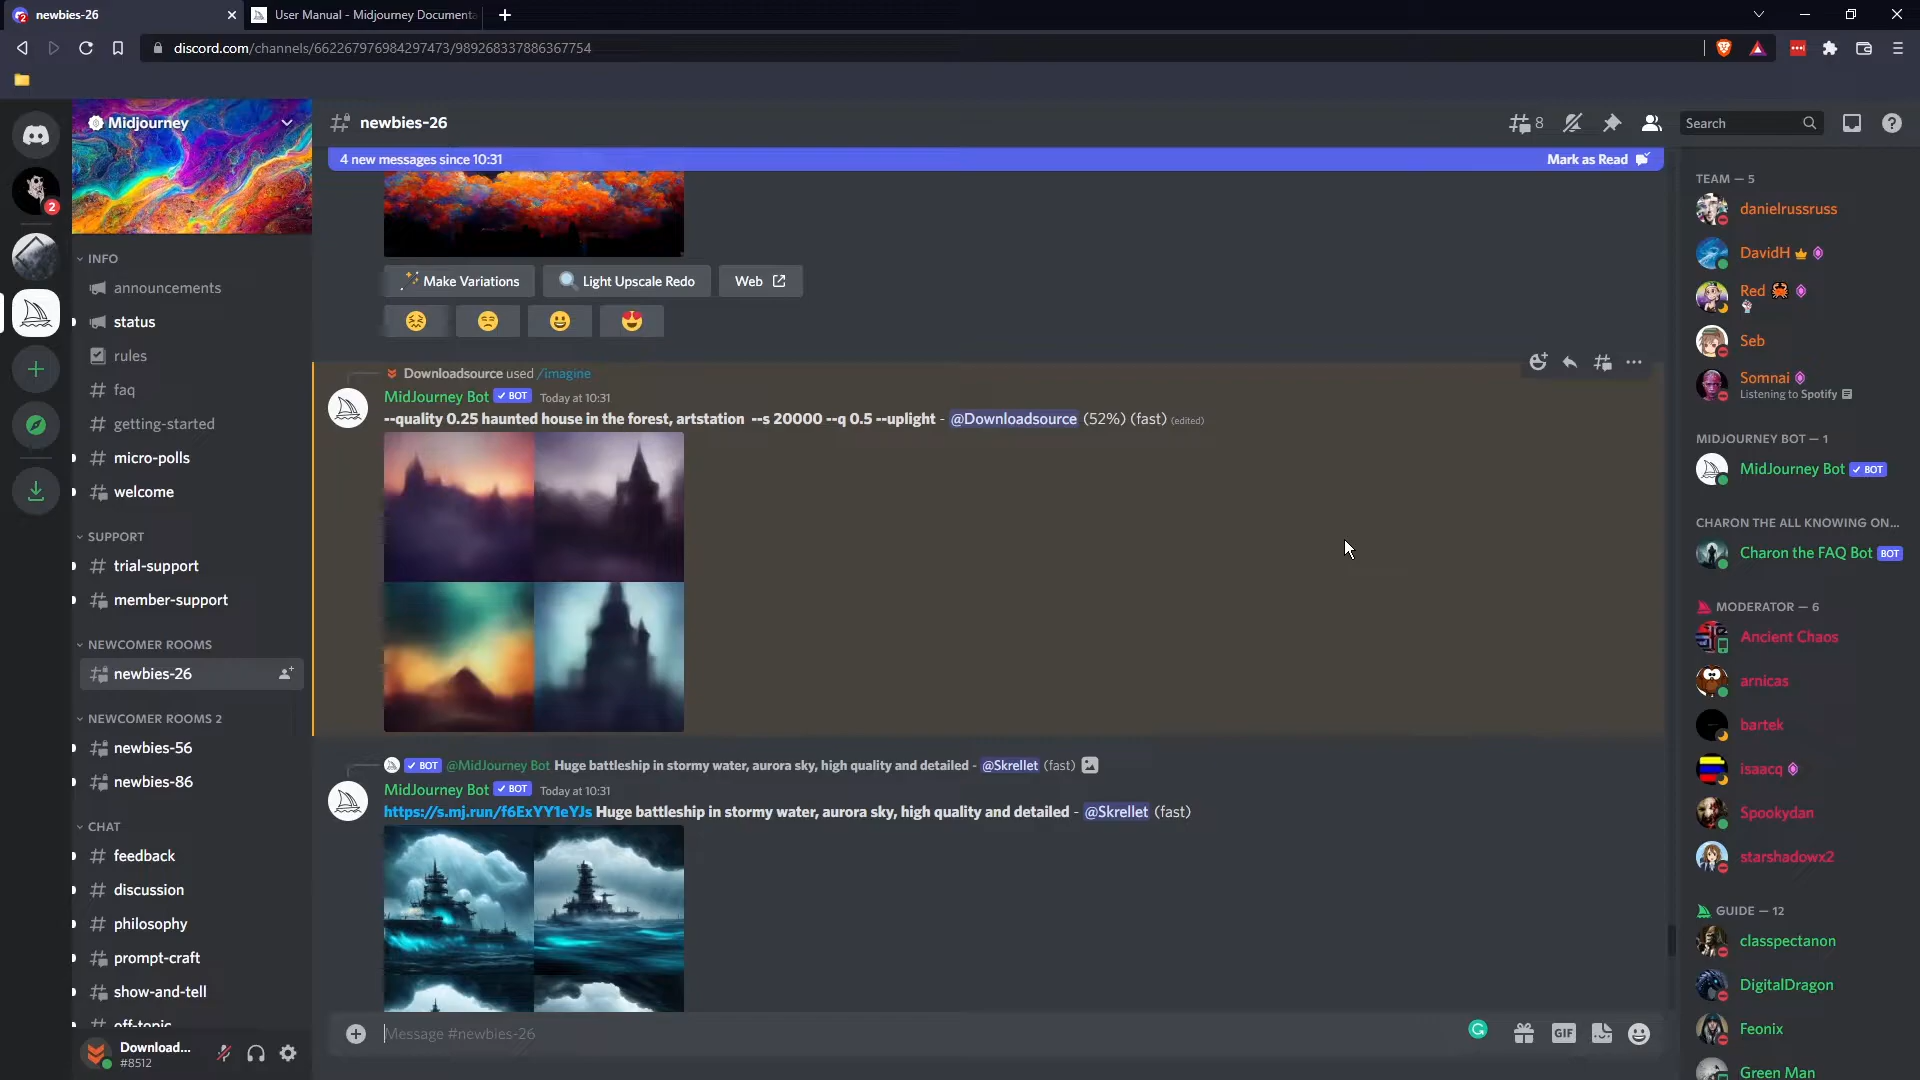 newbies-26
User Manual - Midjourney Documenta
discord.com/channels/662267976984297473/989268337886367754
Midjourney
newbies-26
8
Search
4 new messages since 10:31
Mark as Read
2
INFO
announcements
status
rules
faq
getting-started
micro-polls
welcome
SUPPORT
trial-support
member-support
NEWCOMER ROOMS
newbies-26
NEWCOMER ROOMS 2
newbies-56
newbies-86
CHAT
feedback
discussion
philosophy
prompt-craft
show-and-tell
off-topic
Download...
#8512
Make Variations
Light Upscale Redo
Web
Downloadsource used /imagine
MidJourney Bot ✓ BOT Today at 10:31
--quality 0.25 haunted house in the forest, artstation --s 20000 --q 0.5 --uplight - @Downloadsource (52%) (fast) (edited)
✓ BOT @MidJourney Bot Huge battleship in stormy water, aurora sky, high quality and detailed - @Skrellet (fast)
MidJourney Bot ✓ BOT Today at 10:31
https://s.mj.run/f6ExYY1eYJs Huge battleship in stormy water, aurora sky, high quality and detailed - @Skrellet (fast)
Message #newbies-26
GIF
TEAM — 5
danielrussruss
DavidH
Red
Seb
Somnai
Listening to Spotify
MIDJOURNEY BOT — 1
MidJourney Bot ✓ BOT
CHARON THE ALL KNOWING ON...
Charon the FAQ Bot BOT
MODERATOR — 6
Ancient Chaos
arnicas
bartek
isaacq
Spookydan
starshadowx2
GUIDE — 12
classpectanon
DigitalDragon
Feonix
Green Man